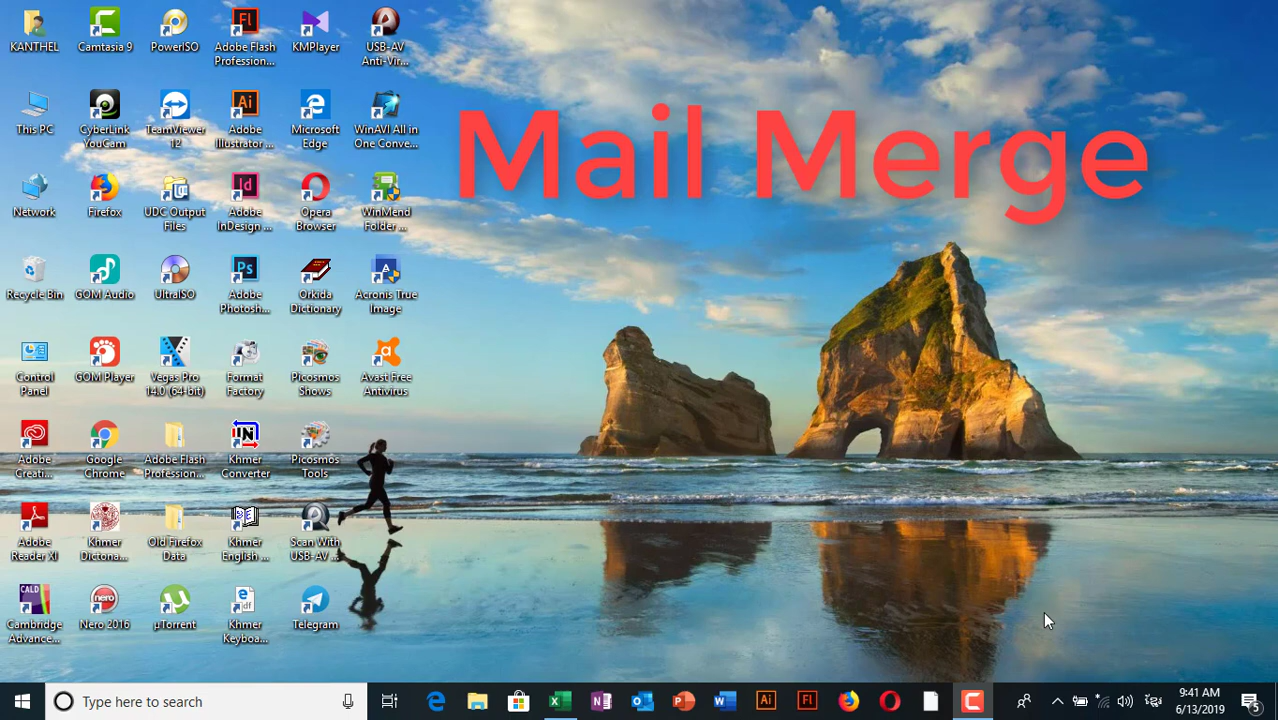 Mail Merge
KANTHEL
Camtasia 9
PowerISO
Adobe Flash
Profession...
KMPlayer
USB-AV
Anti-Vir...
This PC
CyberLink
YouCam
TeamViewer
12
Adobe
Illustrator ...
Microsoft
Edge
WinAVI All in
One Conve...
Network
Firefox
UDC Output
Files
Adobe
InDesign ...
Opera
Browser
WinMend
Folder ...
Recycle Bin
GOM Audio
UltraISO
Adobe
Photosh...
Orkida
Dictionary
Acronis True
Image
Control
Panel
GOM Player
Vegas Pro
14.0 (64-bit)
Format
Factory
Picosmos
Shows
Avast Free
Antivirus
Adobe
Creati...
Google
Chrome
Adobe Flash
Profession...
Khmer
Converter
Picosmos
Tools
Adobe
Reader XI
Khmer
Dictona...
Old Firefox
Data
Khmer
English ...
Scan With
USB-AV ...
CALD
Cambridge
Advance...
nero
Nero 2016
µTorrent
Khmer
Keyboa...
Telegram
Type here to search
9:41 AM
6/13/2019
5